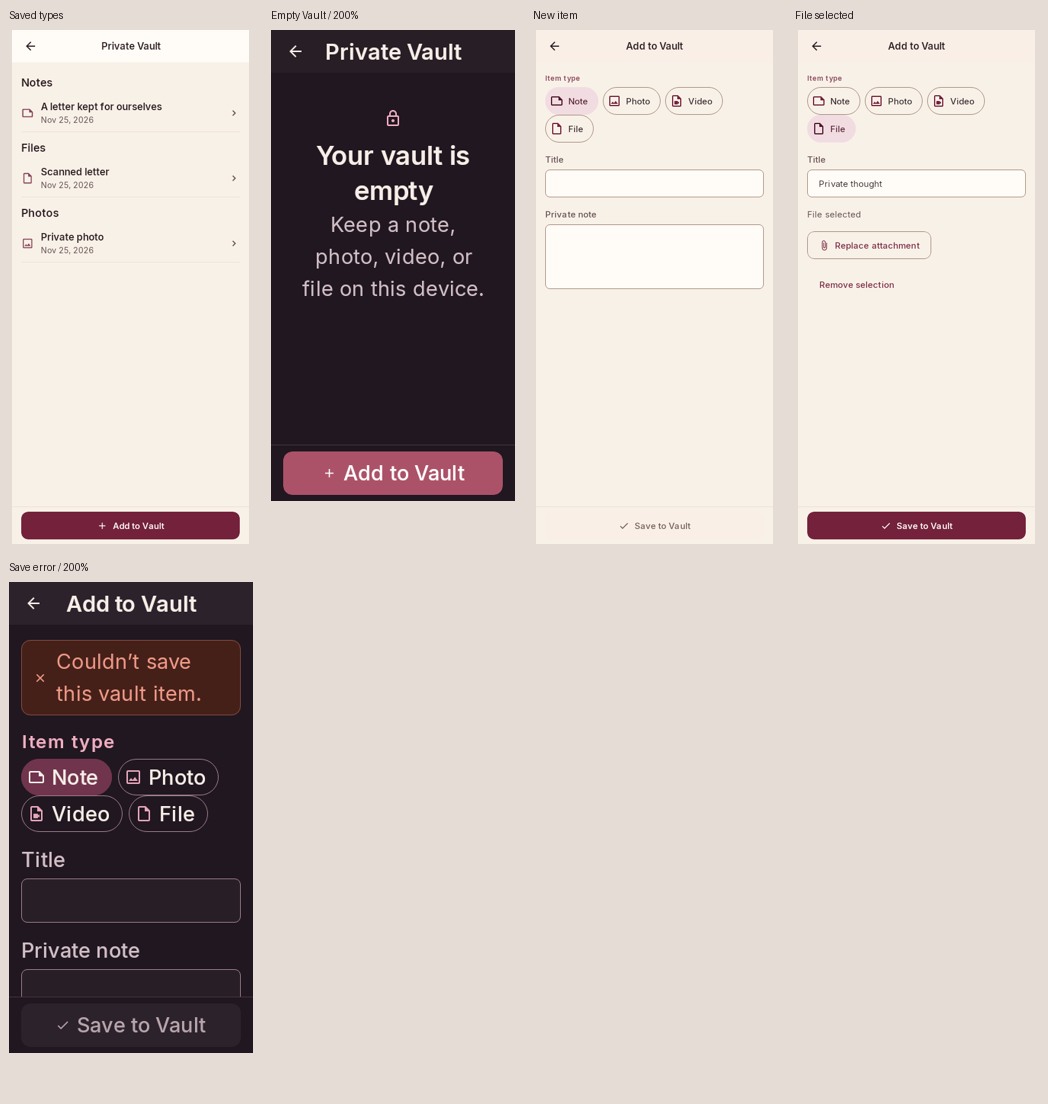 Saved types
Private Vault
Notes
A letter kept for ourselves
Nov 25, 2026
Files
Scanned letter
Nov 25, 2026
Photos
Private photo
Nov 25, 2026
Add to Vault
Empty Vault / 200%
Private Vault
Your vault is
empty
Keep a note,
photo, video, or
file on this device.
Add to Vault
New item
Add to Vault
Item type
Note Photo Video
File
Title
Private note
Save to Vault
File selected
Add to Vault
Item type
Note Photo Video
File
Title
Private thought
File selected
Replace attachment
Remove selection
Save to Vault
Save error / 200%
Add to Vault
Couldn’t save
this vault item.
Item type
Note Photo
Video File
Title
Private note
Save to Vault